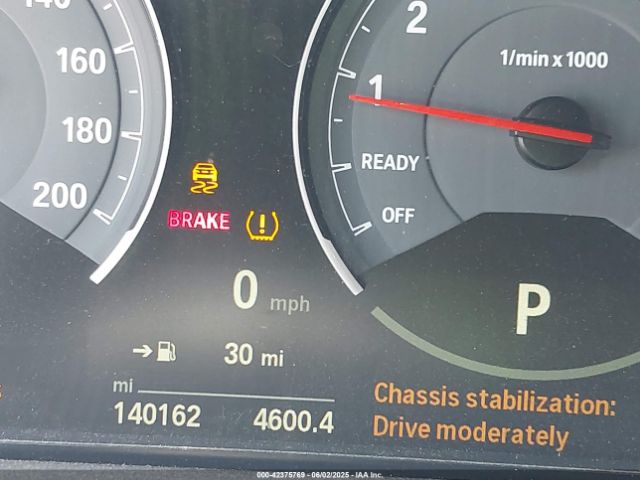 160
180
200
2
1
1/min x 1000
READY
OFF
BRAKE
0 mph
P
30 mi
mi
140162 4600.4
Chassis stabilization:
Drive moderately
000-42375769 - 06/02/2025 - IAA Inc.